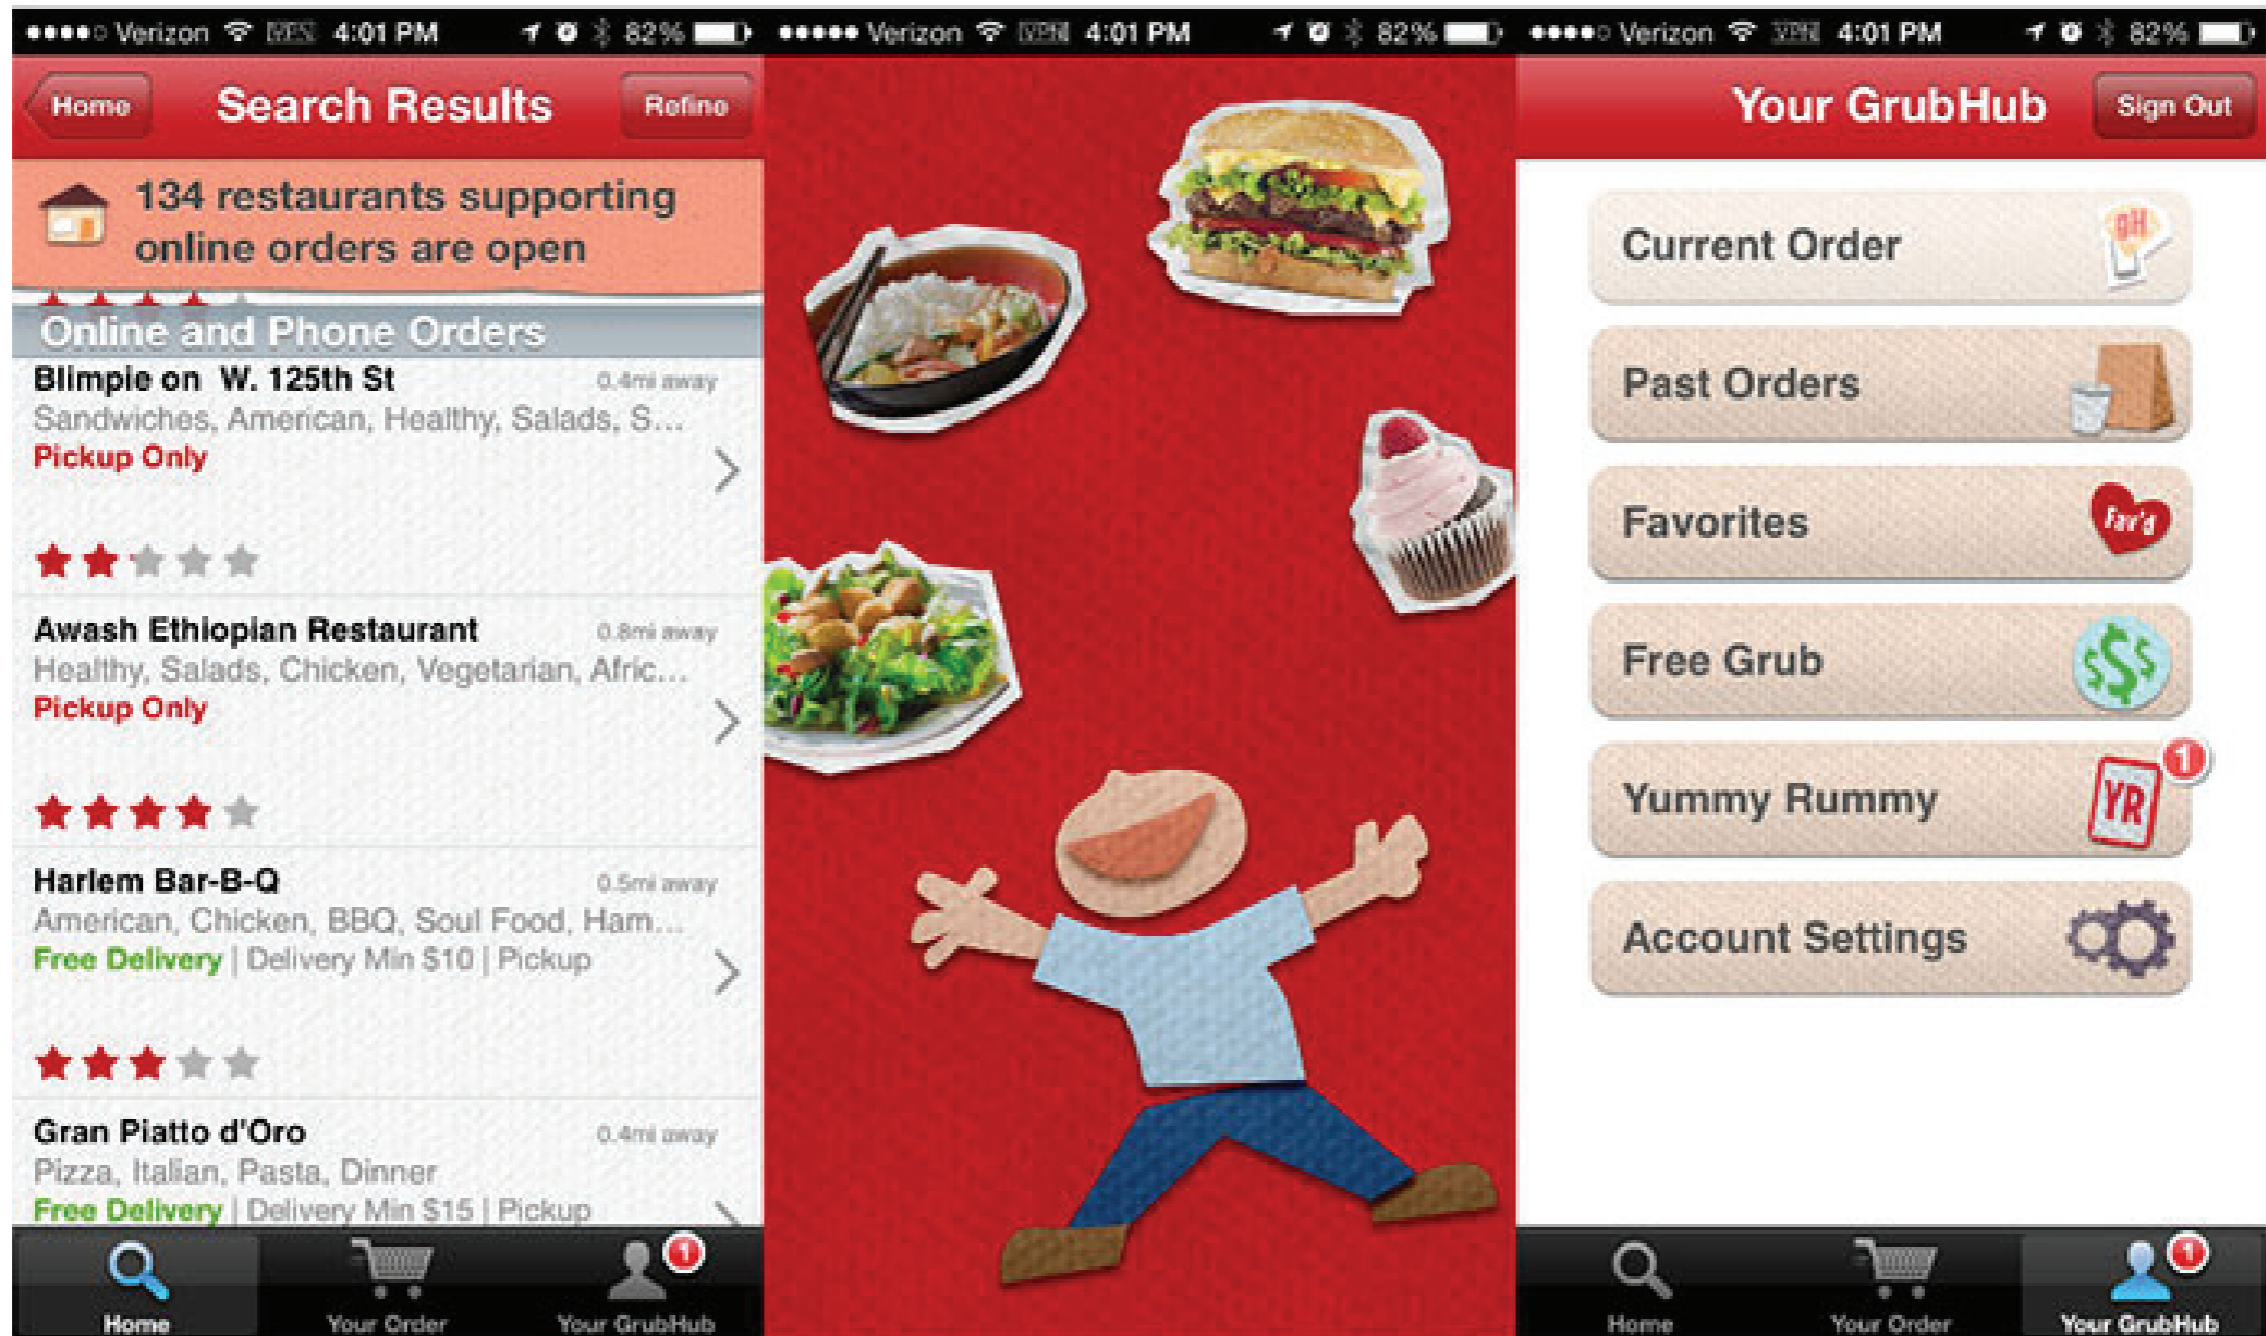 Verizon VPN 4:01 PM 82%
Home Search Results Refine
134 restaurants supporting
online orders are open
Online and Phone Orders
Blimpie on W. 125th St 0.4mi away
Sandwiches, American, Healthy, Salads, S...
Pickup Only
Awash Ethiopian Restaurant 0.8mi away
Healthy, Salads, Chicken, Vegetarian, Afric...
Pickup Only
Harlem Bar-B-Q 0.5mi away
American, Chicken, BBQ, Soul Food, Ham...
Free Delivery | Delivery Min $10 | Pickup
Gran Piatto d'Oro 0.4mi away
Pizza, Italian, Pasta, Dinner
Free Delivery | Delivery Min $15 | Pickup
1
Home Your Order Your GrubHub
Verizon VPN 4:01 PM 82%
Verizon VPN 4:01 PM 82%
Your GrubHub Sign Out
Current Order gH
Past Orders
Favorites Fav'd
Free Grub $$$
Yummy Rummy YR 1
Account Settings
1
Home Your Order Your GrubHub